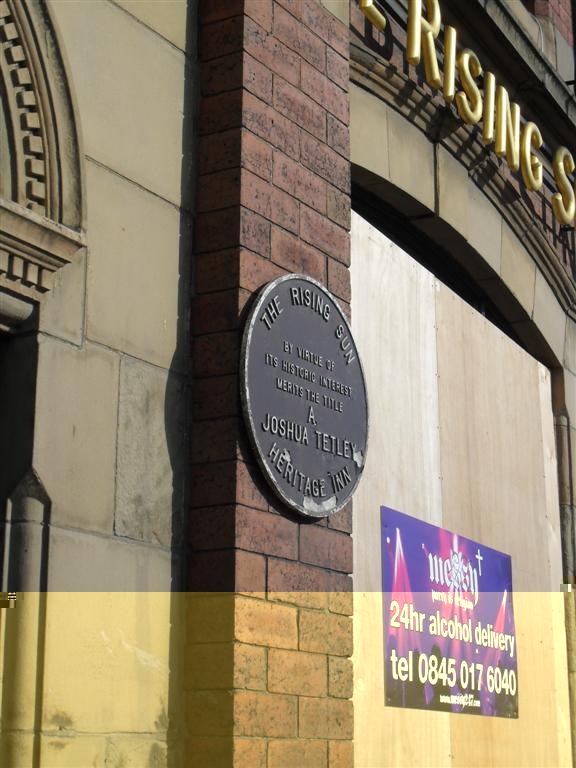 E RISING S
THE RISING SUN
BY VIRTUE OF
ITS HISTORIC INTEREST
MERITS THE TITLE
A
JOSHUA TETLEY
HERITAGE INN
messy
24hr alcohol delivery
tel 0845 017 6040